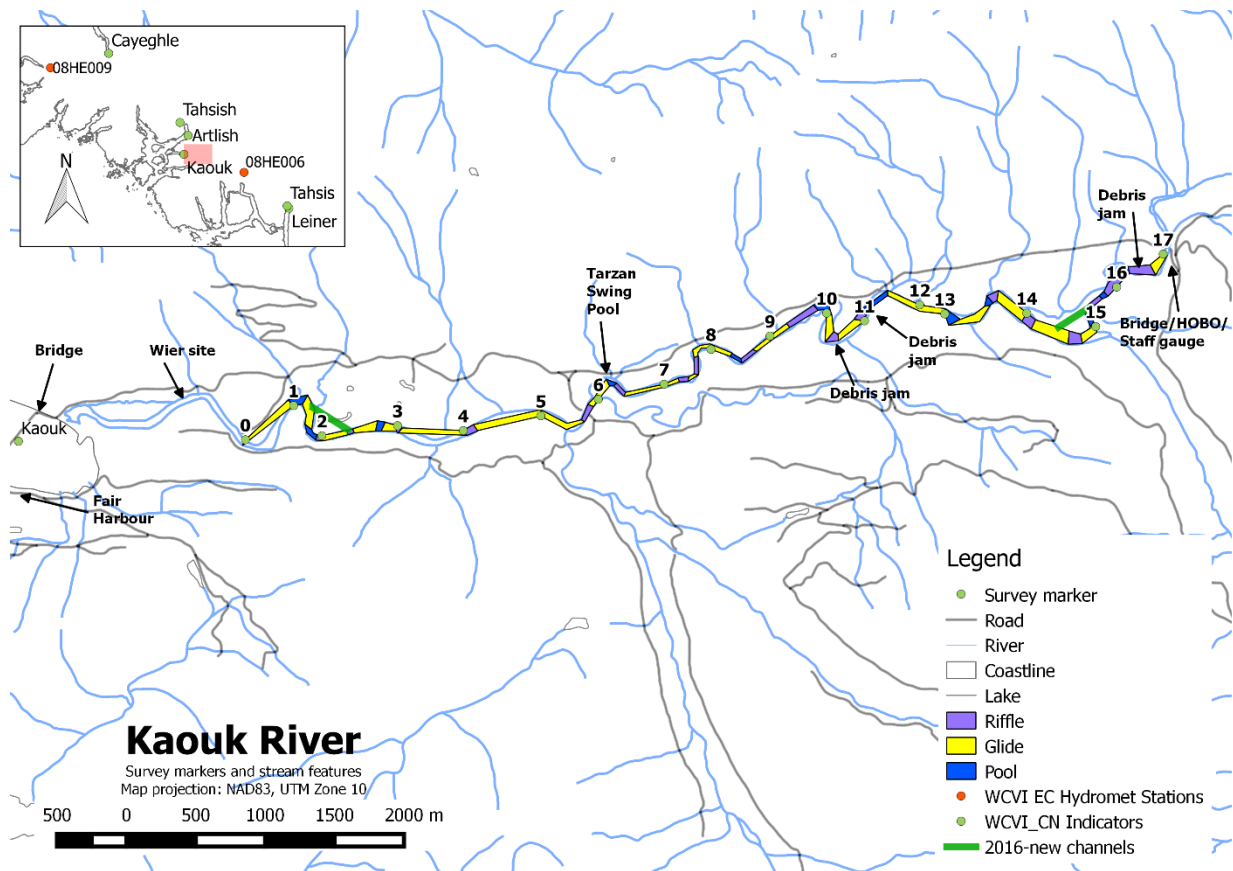 Cayeghle
08HE009
Tahsish
Artlish
Kaouk
08HE006
Tahsis
Leiner
N
Debris
jam
17
16
Tarzan
Swing
Pool
10
11
12
13
14
15
Bridge/HOBO/
Staff gauge
9
8
Debris
jam
Debris jam
7
6
Bridge
Wier site
0
1
2
3
4
5
Kaouk
Fair
Harbour
Legend
Survey marker
Road
River
Coastline
Lake
Riffle
Glide
Pool
WCVI EC Hydromet Stations
WCVI_CN Indicators
2016-new channels
Kaouk River
Survey markers and stream features
Map projection: NAD83, UTM Zone 10
500 0 500 1000 1500 2000 m